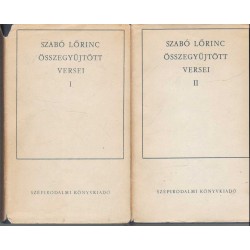 SZABÓ LŐRINC
ÖSSZEGYŰJTÖTT
VERSEI
I
SZÉPIRODALMI KÖNYVKIADÓ
SZABÓ LŐRINC
ÖSSZEGYŰJTÖTT
VERSEI
II
SZÉPIRODALMI KÖNYVKIADÓ